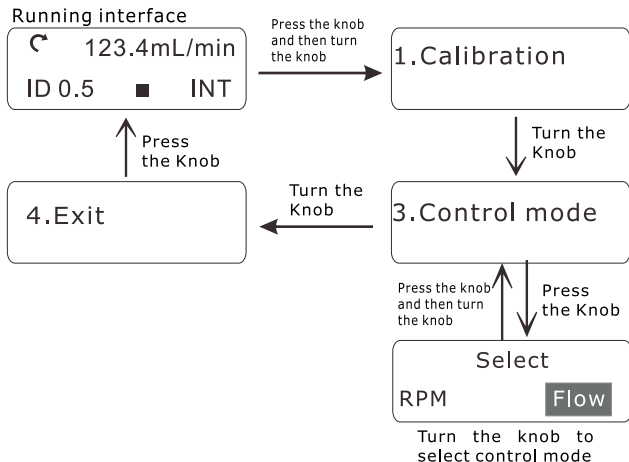 Running interface
123.4mL/min
ID 0.5 ■ INT
Press the knob
and then turn
the knob
1.Calibration
Turn the
Knob
3.Control mode
Turn the
Knob
4.Exit
Press
the Knob
Press the knob
and then turn
the knob
Press
the Knob
Select
RPM Flow
Turn the knob to
select control mode